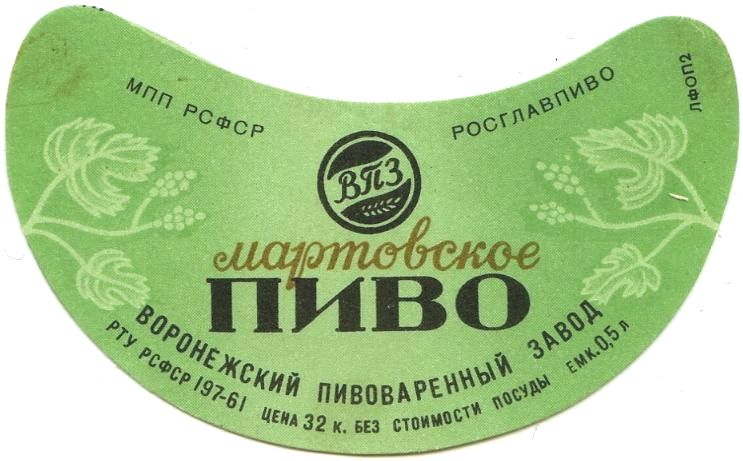 МПП РСФСР
РОСГЛАВПИВО
ЛФОП2
ВПЗ
мартовское
ПИВО
ВОРОНЕЖСКИЙ ПИВОВАРЕННЫЙ ЗАВОД
РТУ РСФСР 197-61 ЦЕНА 32 К. БЕЗ СТОИМОСТИ ПОСУДЫ ЕМК.0,5 л